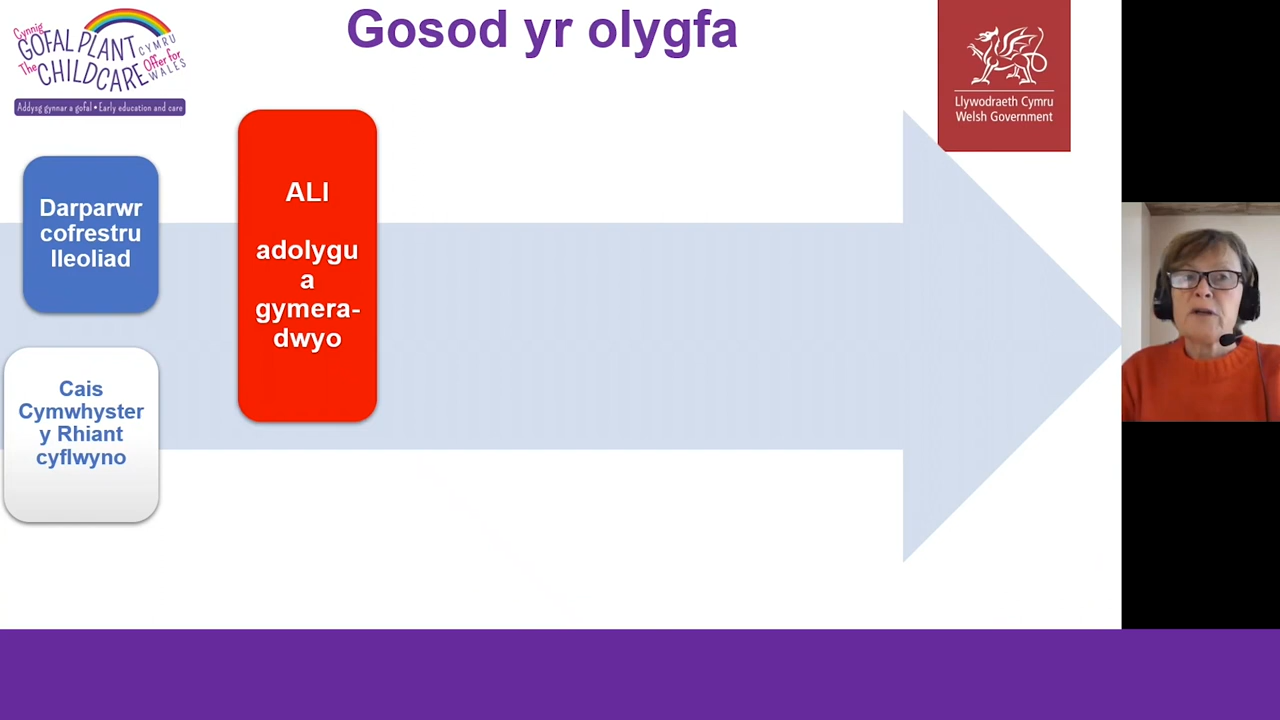 Gosod yr olygfa
Cynnig
GOFAL PLANT
CYMRU
The
CHILDCARE
Offer for
WALES
Addysg gynnar a gofal • Early education and care
Llywodraeth Cymru
Welsh Government
Darparwr
cofrestru
lleoliad
ALI
adolygu
a
gymera-
dwyo
Cais
Cymwhyster
y Rhiant
cyflwyno